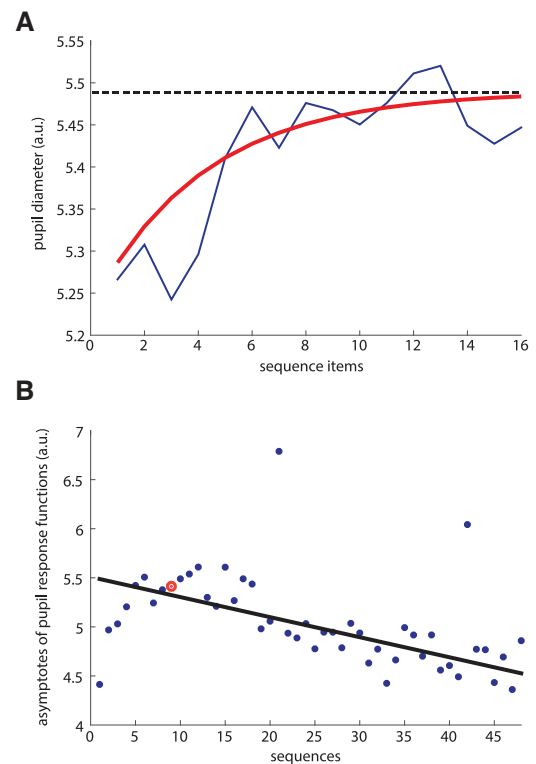 A
5.55
5.5
5.45
5.4
5.35
5.3
5.25
5.2
pupil diameter (a.u.)
0 2 4 6 8 10 12 14 16
sequence items
B
7
6.5
6
5.5
5
4.5
4
asymptotes of pupil response functions (a.u.)
0 5 10 15 20 25 30 35 40 45
sequences